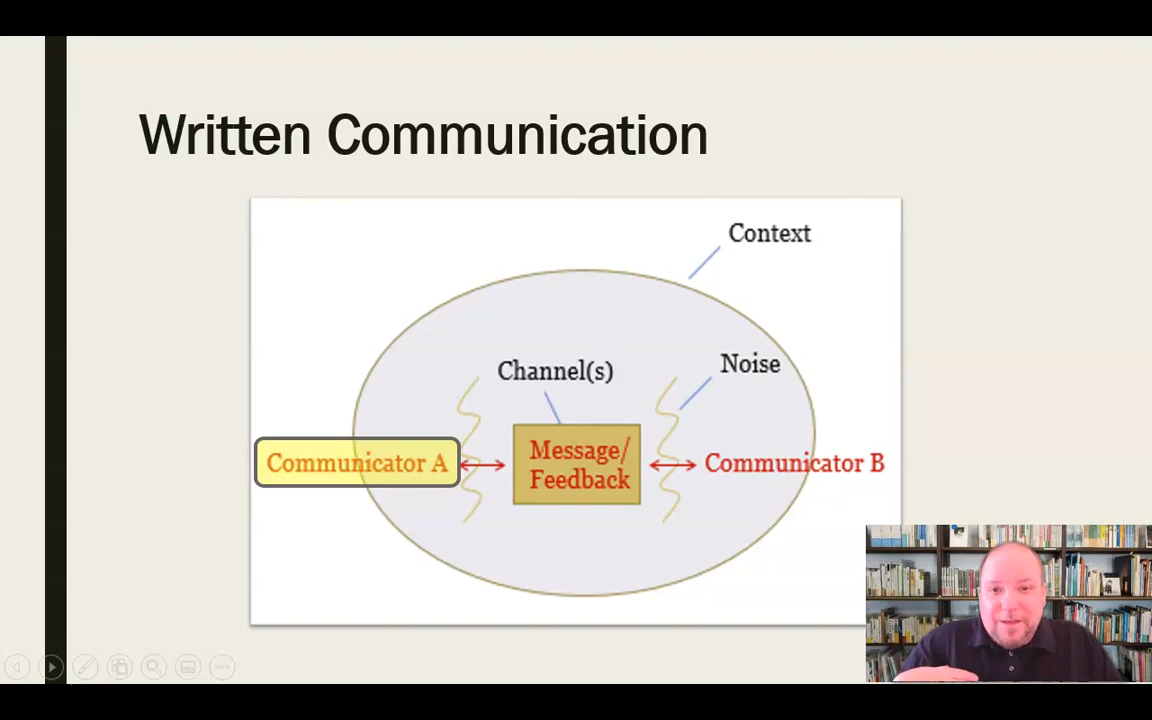 Written Communication
Context
Channel(s)
Noise
Communicator A
Message/
Feedback
Communicator B